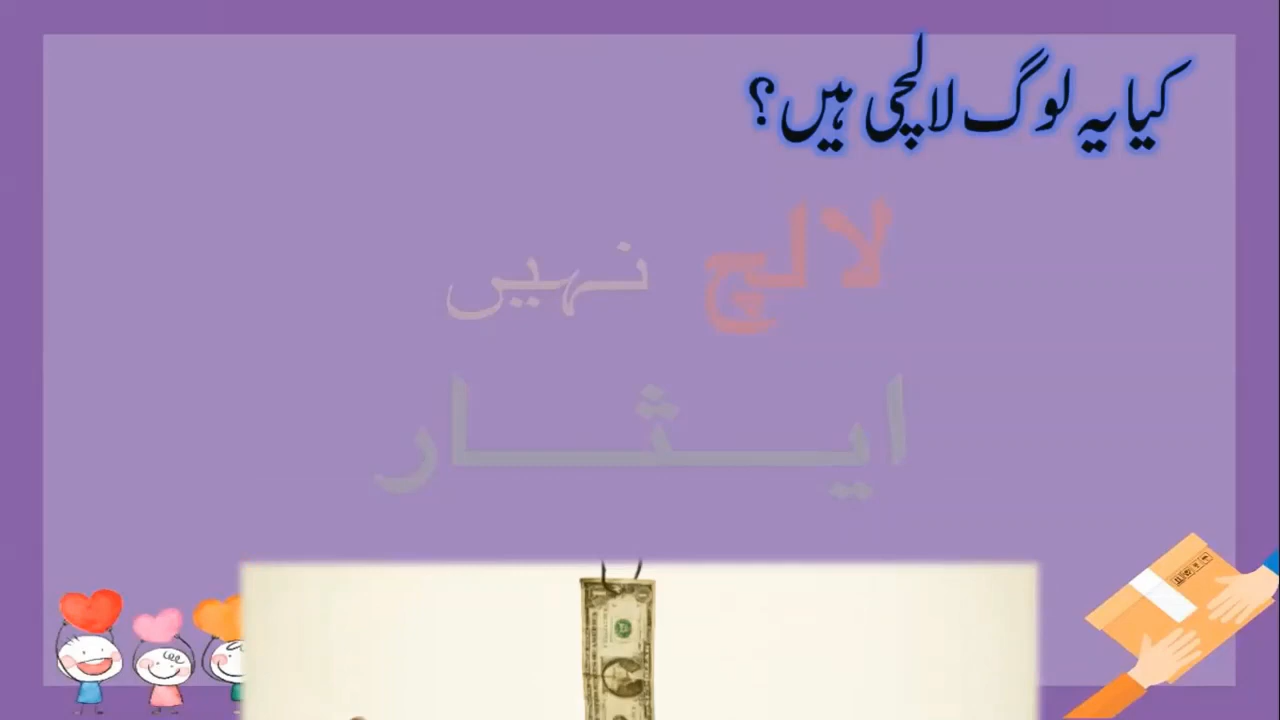 کیا یہ لوگ لالچی ہیں؟
لالچ نہیں
ایثار